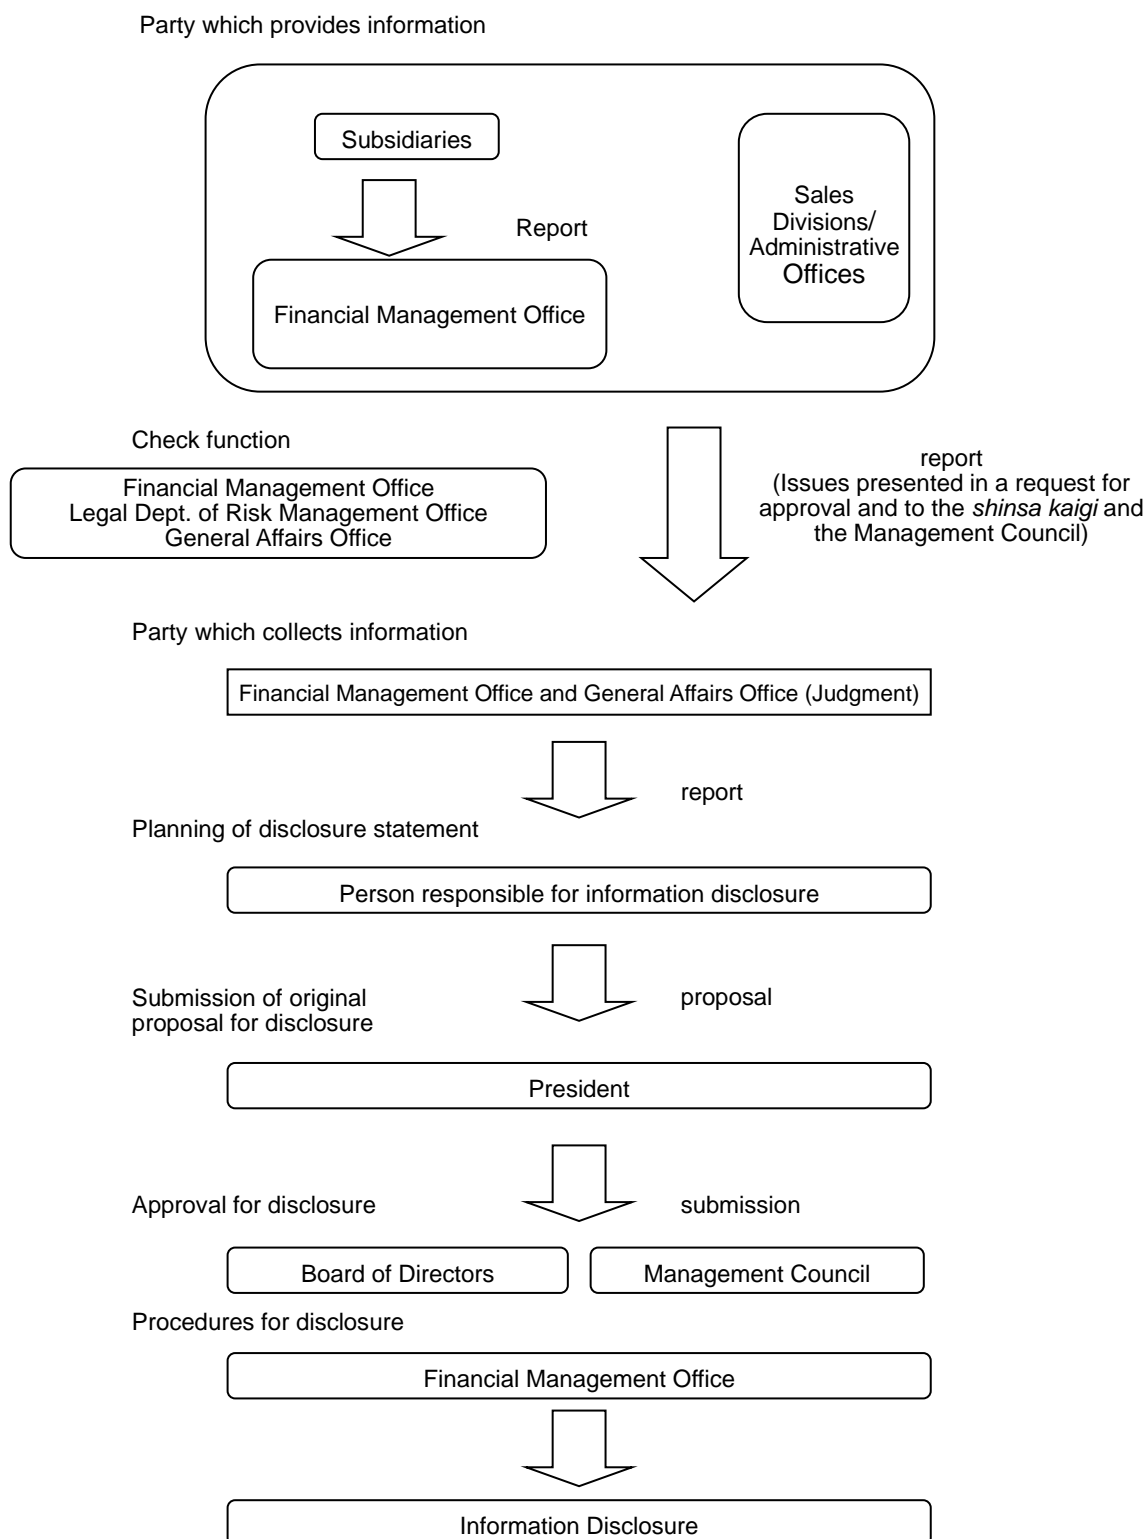 Party which provides information
Subsidiaries
Report
Financial Management Office
Sales
Divisions/
Administrative
Offices
Check function
Financial Management Office
Legal Dept. of Risk Management Office
General Affairs Office
report
(Issues presented in a request for
approval and to the shinsa kaigi and
the Management Council)
Party which collects information
Financial Management Office and General Affairs Office (Judgment)
report
Planning of disclosure statement
Person responsible for information disclosure
Submission of original
proposal for disclosure
proposal
President
Approval for disclosure
submission
Board of Directors
Management Council
Procedures for disclosure
Financial Management Office
Information Disclosure